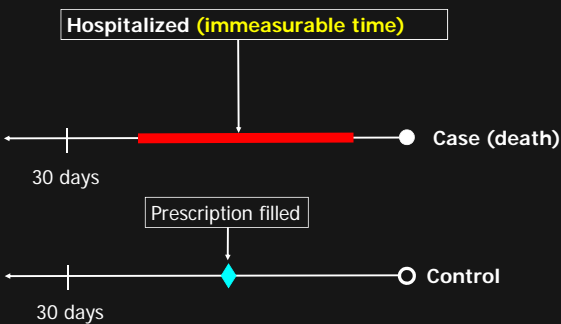 Hospitalized (immeasurable time)
Case (death)
30 days
Prescription filled
Control
30 days